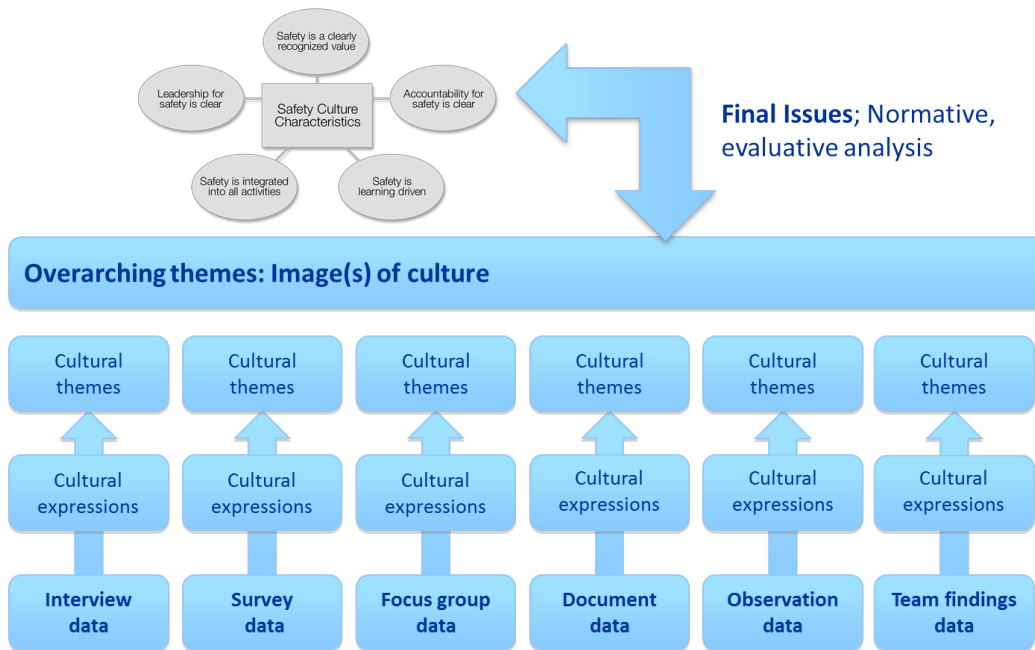 Safety is a clearly
recognized value
Leadership for
safety is clear
Safety Culture
Characteristics
Accountability for
safety is clear
Safety is integrated
into all activities
Safety is
learning driven
Final Issues; Normative,
evaluative analysis
Overarching themes: Image(s) of culture
Cultural
themes
Cultural
themes
Cultural
themes
Cultural
themes
Cultural
themes
Cultural
themes
Cultural
expressions
Cultural
expressions
Cultural
expressions
Cultural
expressions
Cultural
expressions
Cultural
expressions
Interview
data
Survey
data
Focus group
data
Document
data
Observation
data
Team findings
data